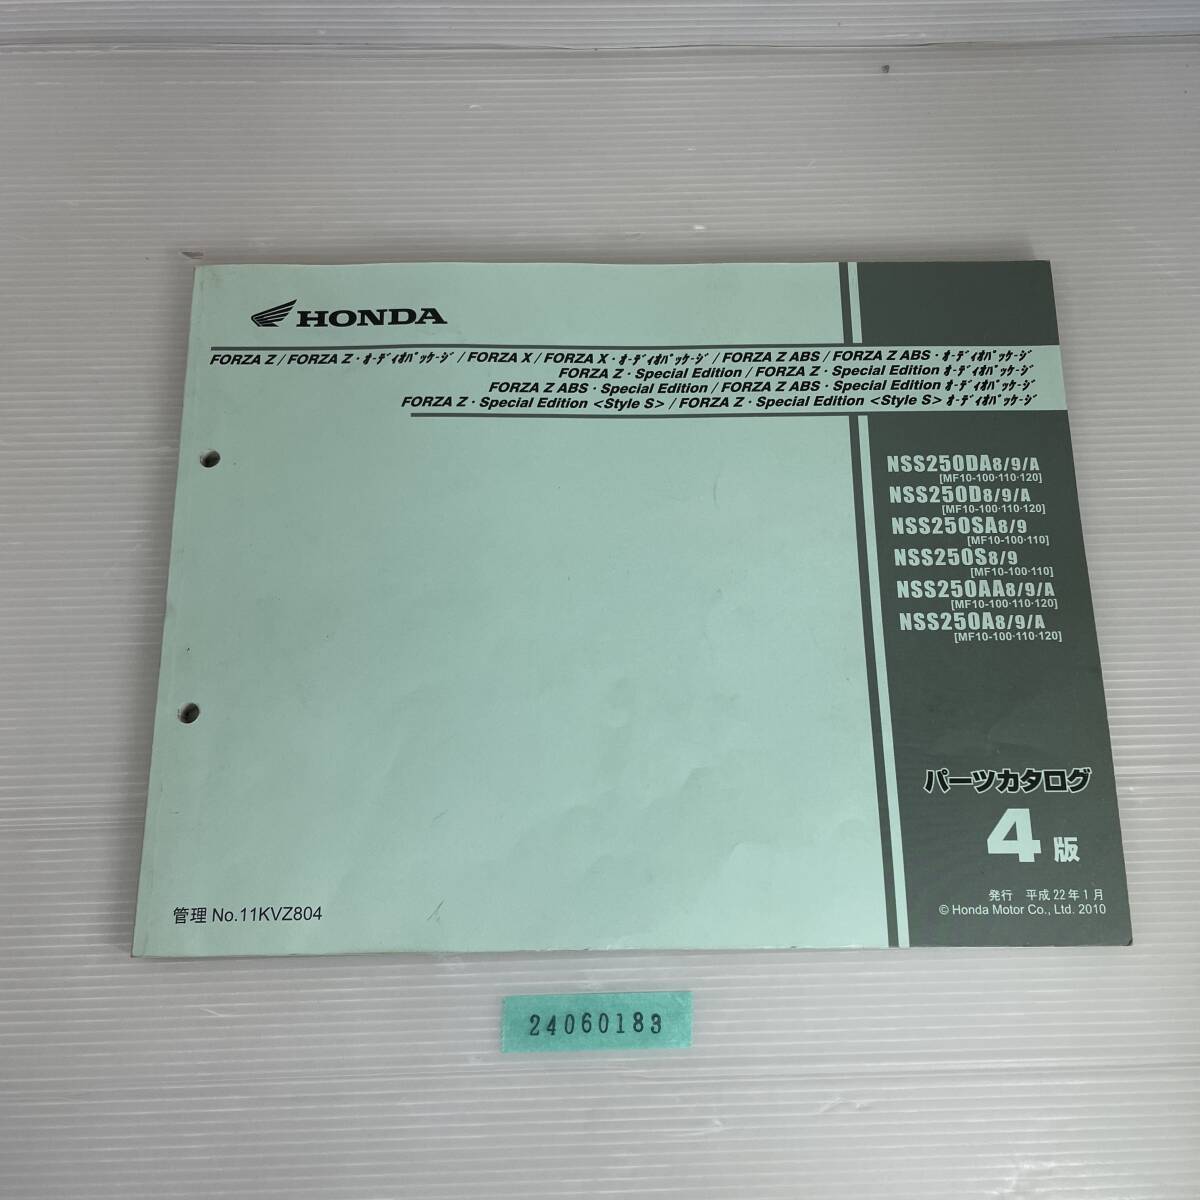 HONDA
FORZA Z / FORZA Z・ｵｰﾃﾞｨｵﾊﾟｯｹｰｼﾞ / FORZA X / FORZA X・ｵｰﾃﾞｨｵﾊﾟｯｹｰｼﾞ / FORZA Z ABS / FORZA Z ABS・ｵｰﾃﾞｨｵﾊﾟｯｹｰｼﾞ
FORZA Z・Special Edition / FORZA Z・Special Edition ｵｰﾃﾞｨｵﾊﾟｯｹｰｼﾞ
FORZA Z ABS・Special Edition / FORZA Z ABS・Special Edition ｵｰﾃﾞｨｵﾊﾟｯｹｰｼﾞ
FORZA Z・Special Edition <Style S> / FORZA Z・Special Edition <Style S> ｵｰﾃﾞｨｵﾊﾟｯｹｰｼﾞ
NSS250DA8/9/A
[MF10-100・110・120]
NSS250D8/9/A
[MF10-100・110・120]
NSS250SA8/9
[MF10-100・110]
NSS250S8/9
[MF10-100・110]
NSS250AA8/9/A
[MF10-100・110・120]
NSS250A8/9/A
[MF10-100・110・120]
パーツカタログ
4版
発行 平成22年1月
© Honda Motor Co., Ltd. 2010
管理 No.11KVZ804
24060183